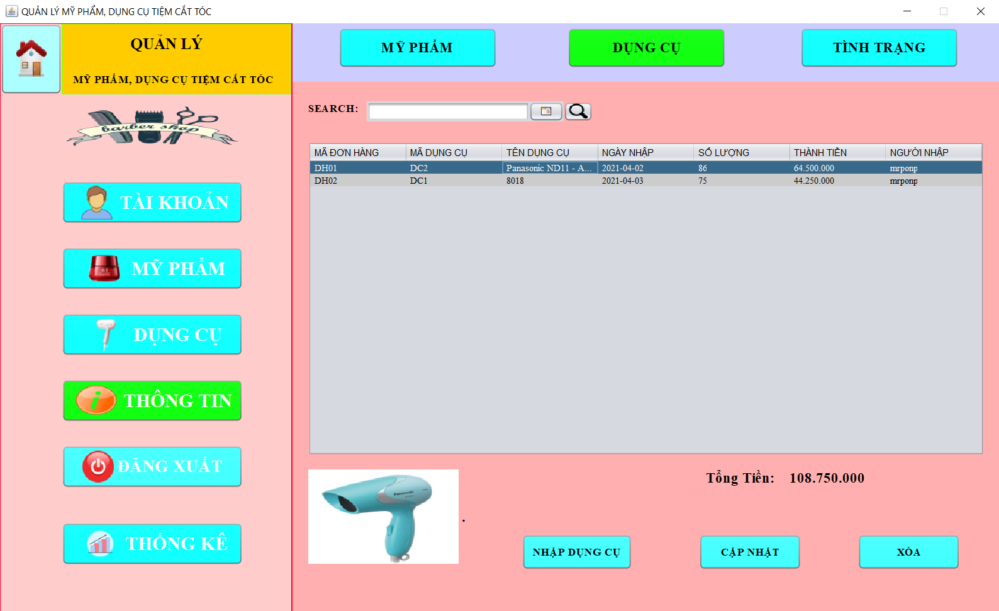 QUẢN LÝ MỸ PHẨM, DỤNG CỤ TIỆM CẮT TÓC
QUẢN LÝ
MỸ PHẨM, DỤNG CỤ TIỆM CẮT TÓC
barber shop
TÀI KHOẢN
MỸ PHẨM
DỤNG CỤ
THÔNG TIN
ĐĂNG XUẤT
THỐNG KÊ
MỸ PHẨM DỤNG CỤ TÌNH TRẠNG
SEARCH:
MÃ ĐƠN HÀNG MÃ DỤNG CỤ TÊN DỤNG CỤ NGÀY NHẬP SỐ LƯỢNG THÀNH TIỀN NGƯỜI NHẬP
DH01 DC2 Panasonic ND11 - A... 2021-04-02 86 64.500.000 mrponp
DH02 DC1 8018 2021-04-03 75 44.250.000 mrponp
Panasonic
.
Tổng Tiền: 108.750.000
NHẬP DỤNG CỤ CẬP NHẬT XÓA